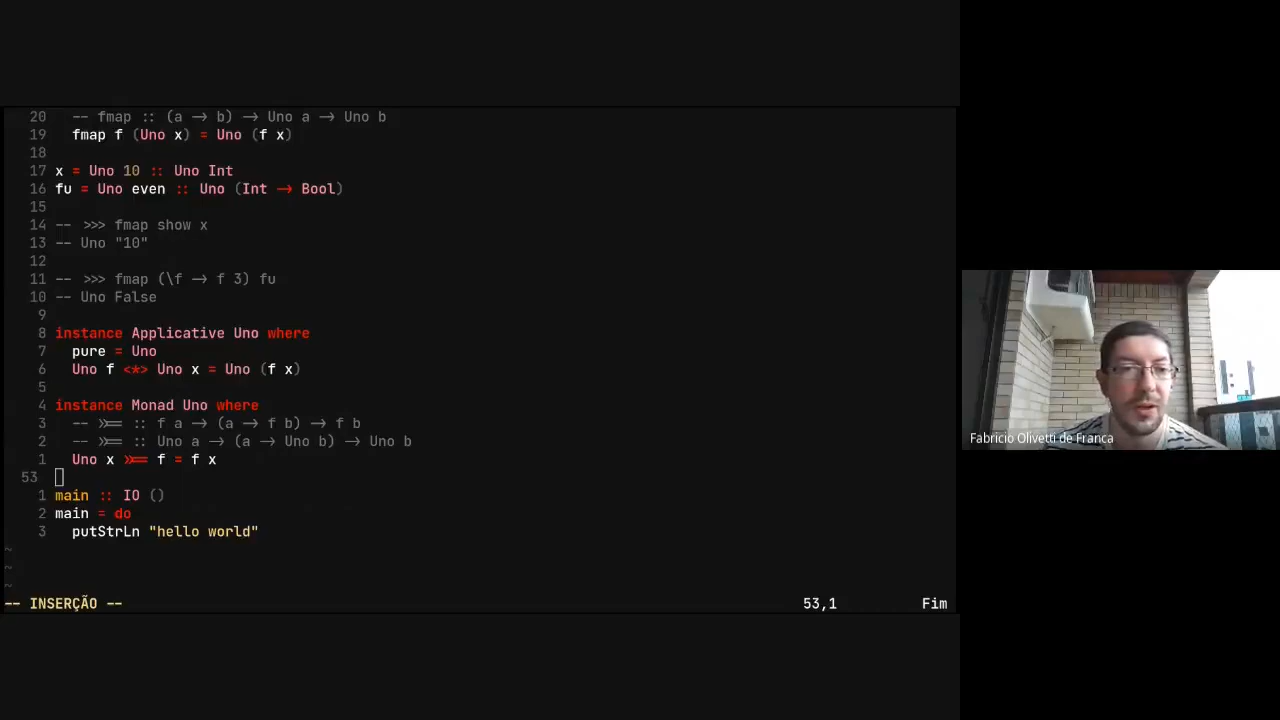 20 -- fmap :: (a -> b) -> Uno a -> Uno b
19 fmap f (Uno x) = Uno (f x)
18
17 x = Uno 10 :: Uno Int
16 fu = Uno even :: Uno (Int -> Bool)
15
14 -- >>> fmap show x
13 -- Uno "10"
12
11 -- >>> fmap (\f -> f 3) fu
10 -- Uno False
9
8 instance Applicative Uno where
7 pure = Uno
6 Uno f <*> Uno x = Uno (f x)
5
4 instance Monad Uno where
3 -- >>= :: f a -> (a -> f b) -> f b
2 -- >>= :: Uno a -> (a -> Uno b) -> Uno b
1 Uno x >>= f = f x
53
1 main :: IO ()
2 main = do
3 putStrLn "hello world"
~
~
~
-- INSERÇÃO -- 53,1 Fim
Fabrício Olivetti de França